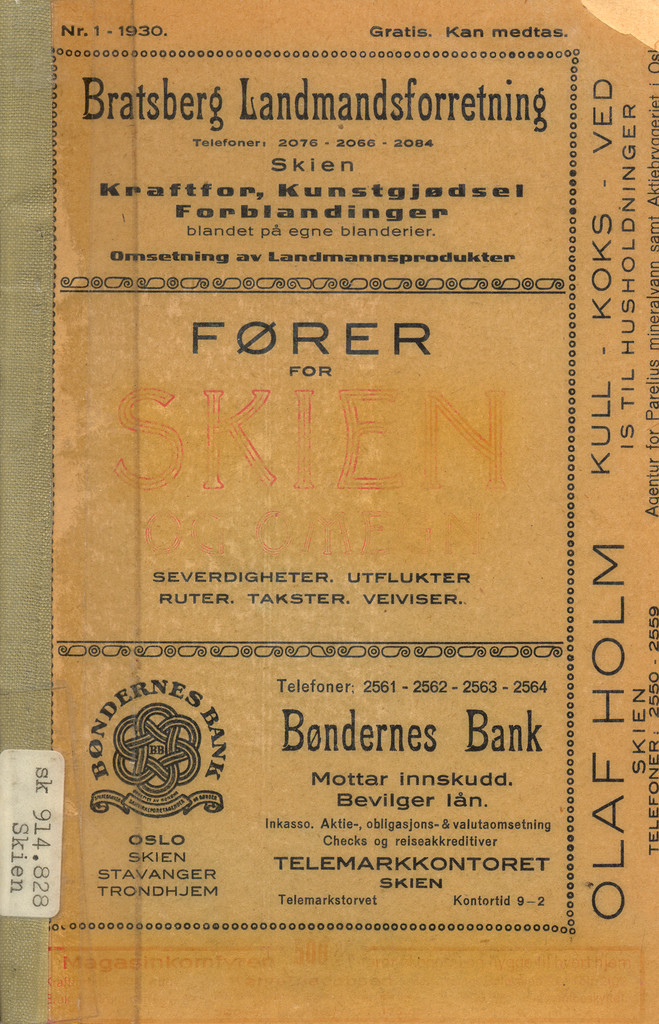 Nr. 1 - 1930.
Gratis. Kan medtas.
Bratsberg Landmandsforretning
Telefoner: 2076 - 2066 - 2084
Skien
Kraftfor, Kunstgjødsel
Forblandinger
blandet på egne blanderier.
Omsetning av Landmannsprodukter
FØRER
FOR
SKIEN
SEVERDIGHETER. UTFLUKTER
RUTER. TAKSTER. VEIVISER.
BØNDERNES BANK
BB
OSLO
SKIEN
STAVANGER
TRONDHJEM
Telefoner: 2561 - 2562 - 2563 - 2564
Bøndernes Bank
Mottar innskudd.
Bevilger lån.
Inkasso. Aktie-, obligasjons- & valutaomsetning
Checks og reiseakkreditiver
TELEMARKKONTORET
SKIEN
Telemarkstorvet
Kontortid 9-2
OLAF HOLM
KULL - KOKS - VED
IS TIL HUSHOLDNINGER
SKIEN
TELEFONER: 2550 - 2559
Agentur for Parelius mineralvann samt Aktiebryggeriet i Osl
Magasinkomfyren
sk 914.828
Skien